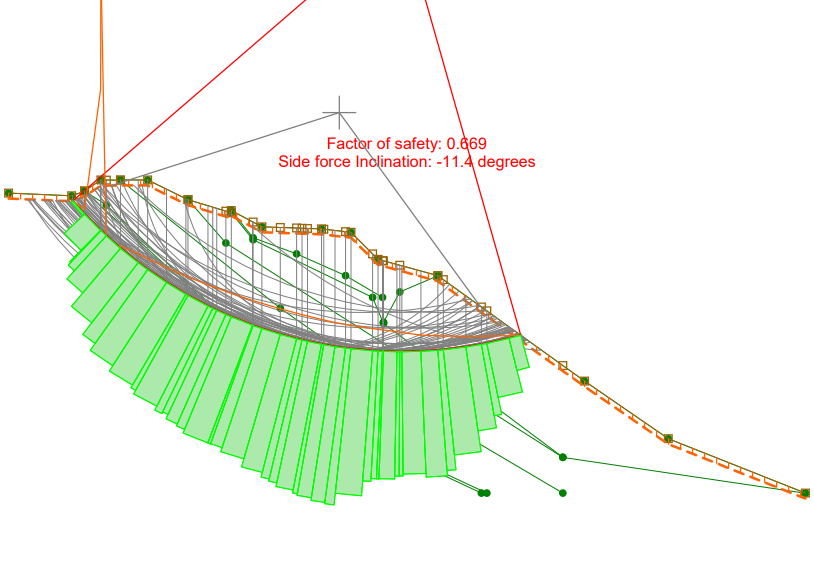 Factor of safety: 0.669
Side force Inclination: -11.4 degrees